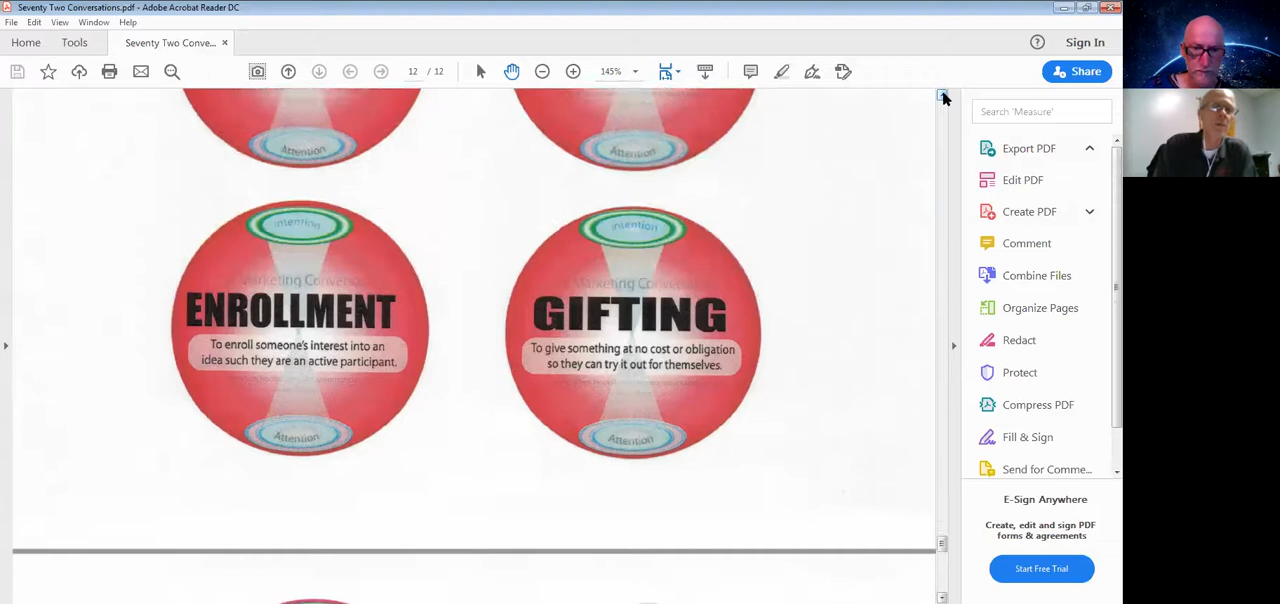 Seventy Two Conversations.pdf - Adobe Acrobat Reader DC
File Edit View Window Help
Home Tools Seventy Two Conve... × Sign In
12 / 12 145% Share
Search 'Measure'
Export PDF
Edit PDF
Create PDF
Comment
Combine Files
Organize Pages
Redact
Protect
Compress PDF
Fill & Sign
Send for Comme...
E-Sign Anywhere
Create, edit and sign PDF
forms & agreements
Start Free Trial
Attention
Attention
Intention
Marketing Conversa
ENROLLMENT
To enroll someone's interest into an
idea such they are an active participant.
Attention
Intention
Marketing Conversa
GIFTING
To give something at no cost or obligation
so they can try it out for themselves.
Attention